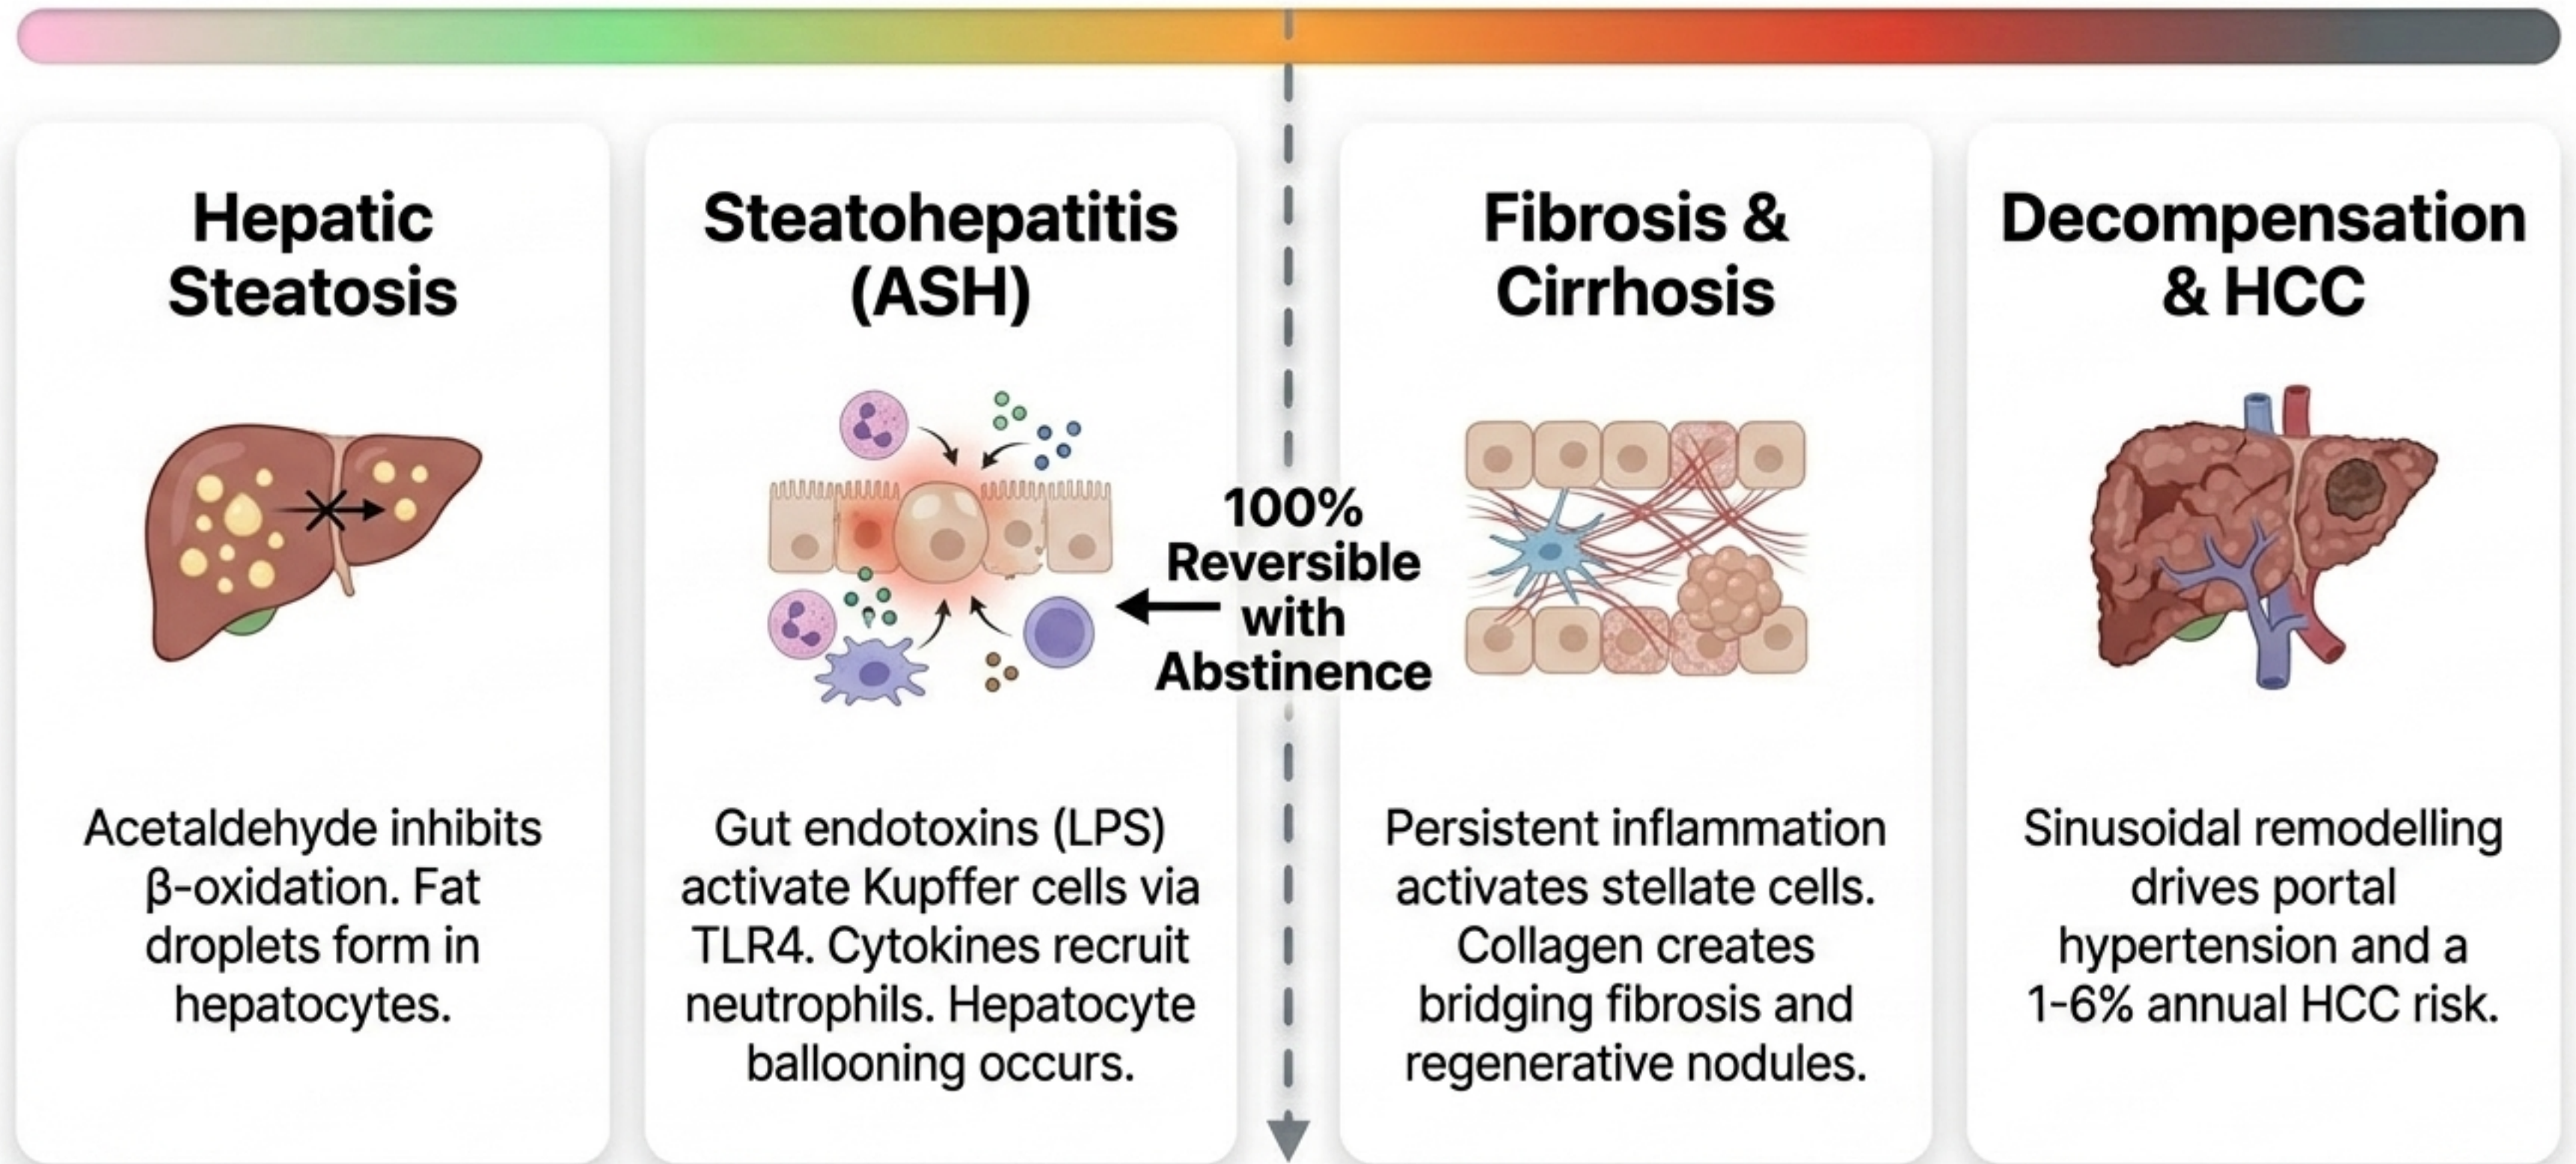 Hepatic
Steatosis
Acetaldehyde inhibits
β-oxidation. Fat
droplets form in
hepatocytes.
Steatohepatitis
(ASH)
Gut endotoxins (LPS)
activate Kupffer cells via
TLR4. Cytokines recruit
neutrophils. Hepatocyte
ballooning occurs.
100%
Reversible
with
Abstinence
Fibrosis &
Cirrhosis
Persistent inflammation
activates stellate cells.
Collagen creates
bridging fibrosis and
regenerative nodules.
Decompensation
& HCC
Sinusoidal remodelling
drives portal
hypertension and a
1-6% annual HCC risk.